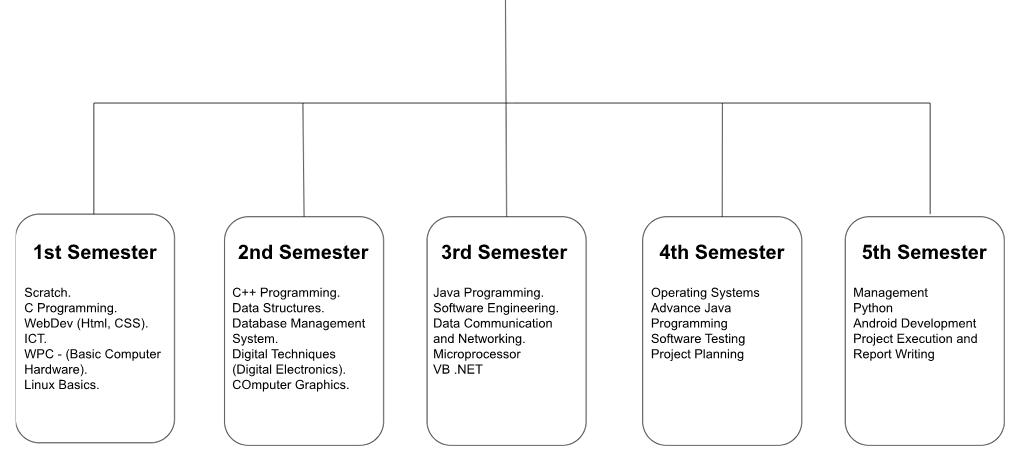 1st Semester
Scratch.
C Programming.
WebDev (Html, CSS).
ICT.
WPC - (Basic Computer
Hardware).
Linux Basics.
2nd Semester
C++ Programming.
Data Structures.
Database Management
System.
Digital Techniques
(Digital Electronics).
COmputer Graphics.
3rd Semester
Java Programming.
Software Engineering.
Data Communication
and Networking.
Microprocessor
VB .NET
4th Semester
Operating Systems
Advance Java
Programming
Software Testing
Project Planning
5th Semester
Management
Python
Android Development
Project Execution and
Report Writing